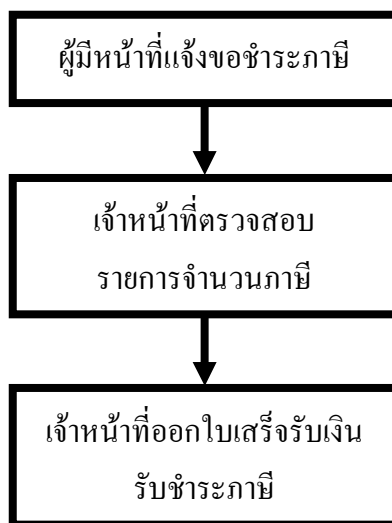 ผู้มีหน้าที่แจ้งขอชำระภาษี
เจ้าหน้าที่ตรวจสอบ
รายการจำนวนภาษี
เจ้าหน้าที่ออกใบเสร็จรับเงิน
รับชำระภาษี